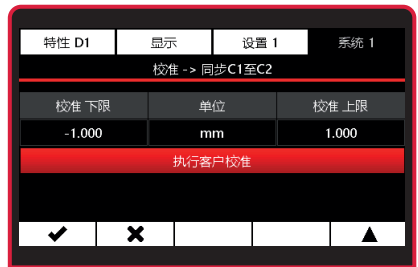 特性 D1 显示 设置 1 系统 1
校准 -> 同步C1至C2
校准 下限 单位 校准 上限
-1.000 mm 1.000
执行客户校准